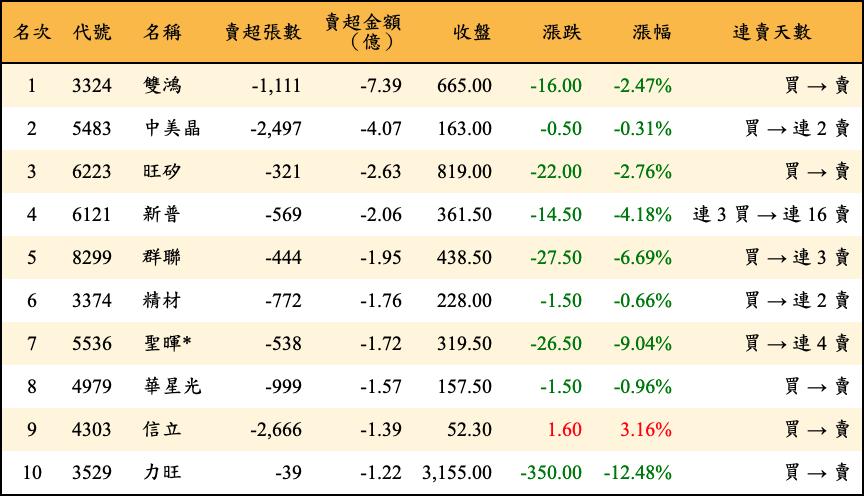 名次 代號 名稱 賣超張數 賣超金額（億） 收盤 漲跌 漲幅 連賣天數
1 3324 雙鴻 -1,111 -7.39 665.00 -16.00 -2.47% 買 → 賣
2 5483 中美晶 -2,497 -4.07 163.00 -0.50 -0.31% 買 → 連 2 賣
3 6223 旺矽 -321 -2.63 819.00 -22.00 -2.76% 買 → 賣
4 6121 新普 -569 -2.06 361.50 -14.50 -4.18% 連 3 買 → 連 16 賣
5 8299 群聯 -444 -1.95 438.50 -27.50 -6.69% 買 → 連 3 賣
6 3374 精材 -772 -1.76 228.00 -1.50 -0.66% 買 → 連 2 賣
7 5536 聖暉* -538 -1.72 319.50 -26.50 -9.04% 買 → 連 4 賣
8 4979 華星光 -999 -1.57 157.50 -1.50 -0.96% 買 → 賣
9 4303 信立 -2,666 -1.39 52.30 1.60 3.16% 買 → 賣
10 3529 力旺 -39 -1.22 3,155.00 -350.00 -12.48% 買 → 賣